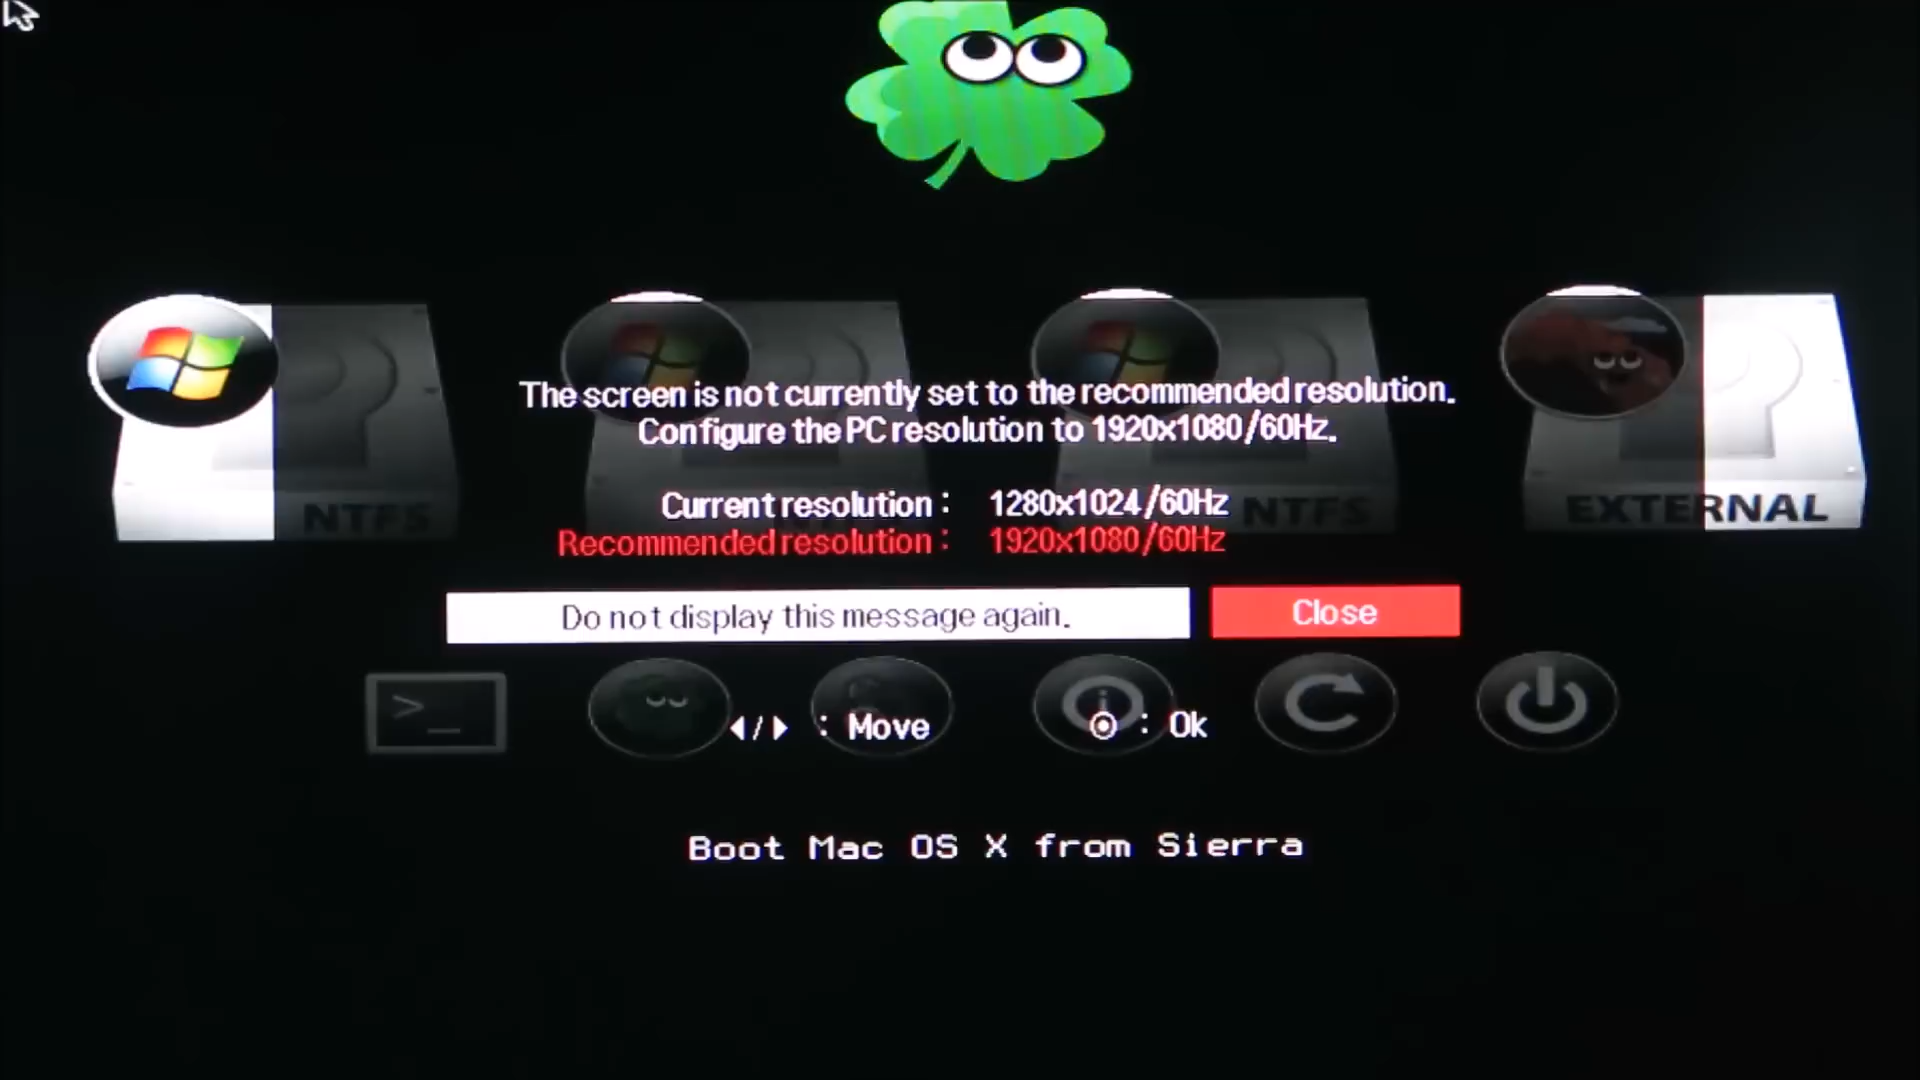 The screen is not currently set to the recommended resolution.
Configure the PC resolution to 1920x1080/60Hz.
Current resolution : 1280x1024/60Hz
NTFS
NTFS
EXTERNAL
Recommended resolution : 1920x1080/60Hz
Do not display this message again.
Close
◀/▶ : Move
◉ : Ok
Boot Mac OS X from Sierra